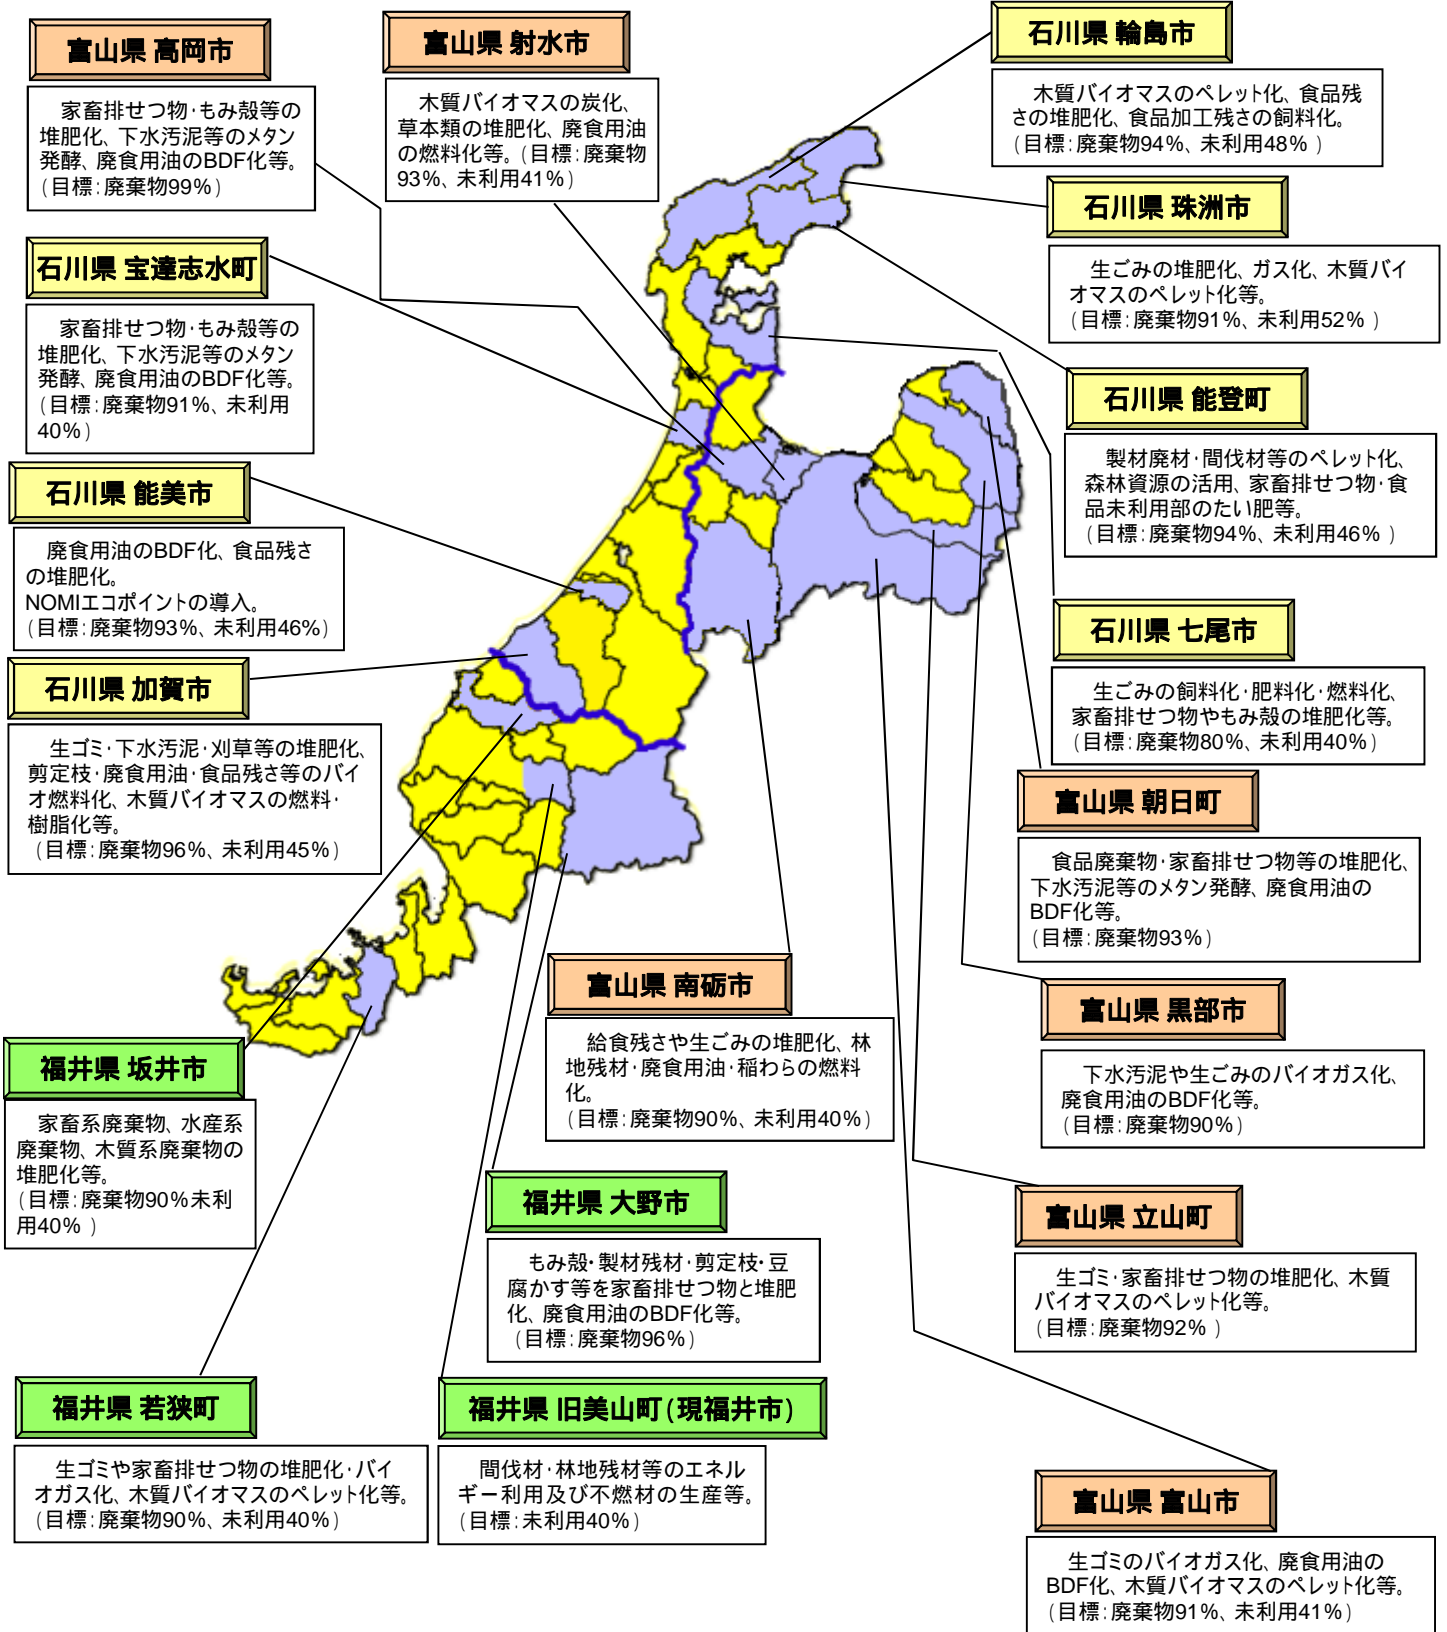 富山県 高岡市
家畜排せつ物・もみ殻等の
堆肥化、下水汚泥等のメタン
発酵、廃食用油のBDF化等。
(目標:廃棄物99%)
富山県 射水市
木質バイオマスの炭化、
草本類の堆肥化、廃食用油
の燃料化等。(目標:廃棄物
93%、未利用41%)
石川県 輪島市
木質バイオマスのペレット化、食品残
さの堆肥化、食品加工残さの飼料化。
(目標:廃棄物94%、未利用48% )
石川県 珠洲市
生ごみの堆肥化、ガス化、木質バイ
オマスのペレット化等。
(目標:廃棄物91%、未利用52% )
石川県 宝達志水町
家畜排せつ物・もみ殻等の
堆肥化、下水汚泥等のメタン
発酵、廃食用油のBDF化等。
(目標:廃棄物91%、未利用
40%)
石川県 能登町
製材廃材・間伐材等のペレット化、
森林資源の活用、家畜排せつ物・食
品未利用部のたい肥等。
(目標:廃棄物94%、未利用46% )
石川県 能美市
廃食用油のBDF化、食品残さ
の堆肥化。
NOMIエコポイントの導入。
(目標:廃棄物93%、未利用46%)
石川県 七尾市
生ごみの飼料化・肥料化・燃料化、
家畜排せつ物やもみ殻の堆肥化等。
(目標:廃棄物80%、未利用40%)
石川県 加賀市
生ゴミ・下水汚泥・刈草等の堆肥化、
剪定枝・廃食用油・食品残さ等のバイ
オ燃料化、木質バイオマスの燃料・
樹脂化等。
(目標:廃棄物96%、未利用45%)
富山県 朝日町
食品廃棄物・家畜排せつ物等の堆肥化、
下水汚泥等のメタン発酵、廃食用油の
BDF化等。
(目標:廃棄物93%)
富山県 南砺市
給食残さや生ごみの堆肥化、林
地残材・廃食用油・稲わらの燃料
化。
(目標:廃棄物90%、未利用40%)
富山県 黒部市
下水汚泥や生ごみのバイオガス化、
廃食用油のBDF化等。
(目標:廃棄物90%)
福井県 坂井市
家畜系廃棄物、水産系
廃棄物、木質系廃棄物の
堆肥化等。
(目標:廃棄物90%未利
用40% )
福井県 大野市
もみ殻・製材残材・剪定枝・豆
腐かす等を家畜排せつ物と堆肥
化、廃食用油のBDF化等。
(目標:廃棄物96%)
富山県 立山町
生ゴミ・家畜排せつ物の堆肥化、木質
バイオマスのペレット化等。
(目標:廃棄物92% )
福井県 若狭町
生ゴミや家畜排せつ物の堆肥化・バイ
オガス化、木質バイオマスのペレット化等。
(目標:廃棄物90%、未利用40%)
福井県 旧美山町(現福井市)
間伐材・林地残材等のエネル
ギー利用及び不燃材の生産等。
(目標:未利用40%)
富山県 富山市
生ゴミのバイオガス化、廃食用油の
BDF化、木質バイオマスのペレット化等。
(目標:廃棄物91%、未利用41%)